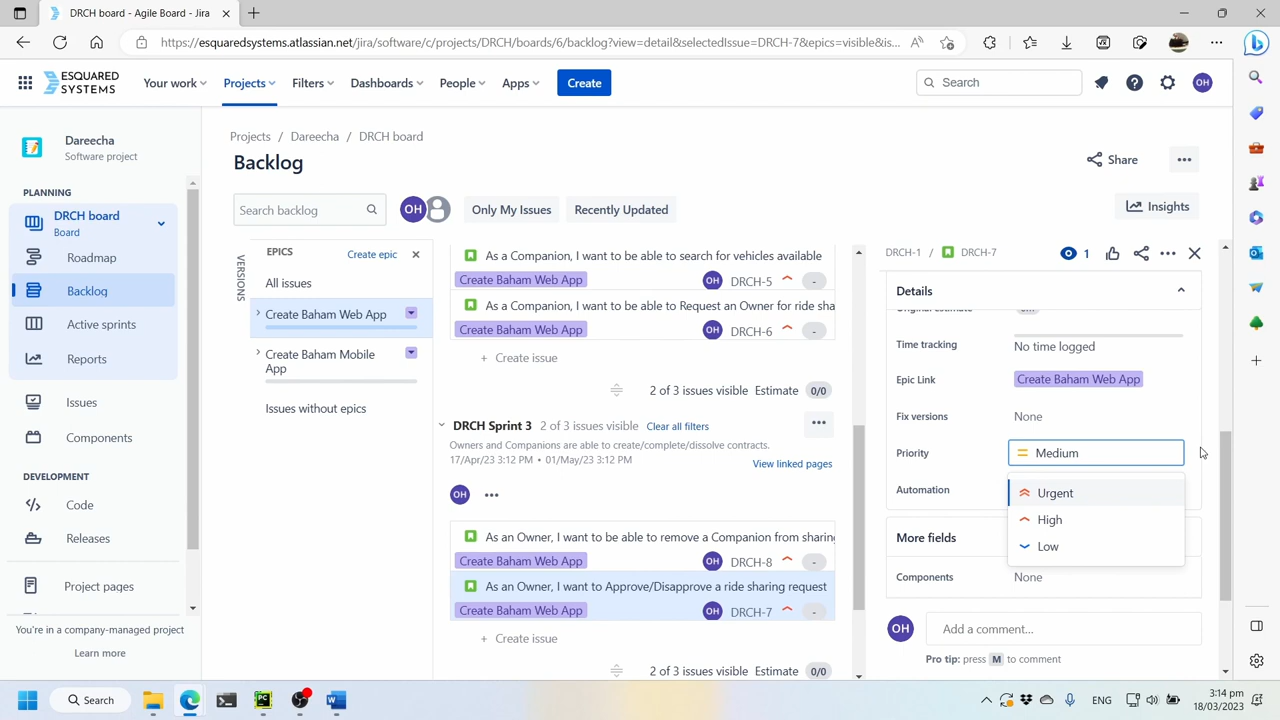 DRCH board - Agile Board - Jira
https://esquaredsystems.atlassian.net/jira/software/c/projects/DRCH/boards/6/backlog?view=detail&selectedIssue=DRCH-7&epics=visible&is...
ESQUARED SYSTEMS
Your work
Projects
Filters
Dashboards
People
Apps
Create
Search
OH
Dareecha
Software project
PLANNING
DRCH board
Board
Roadmap
Backlog
Active sprints
Reports
Issues
Components
DEVELOPMENT
Code
Releases
Project pages
You're in a company-managed project
Learn more
Projects / Dareecha / DRCH board
Backlog
Share
Search backlog
OH
Only My Issues
Recently Updated
Insights
VERSIONS
EPICS
Create epic
All issues
Create Baham Web App
Create Baham Mobile App
Issues without epics
As a Companion, I want to be able to search for vehicles available
Create Baham Web App
OH
DRCH-5
-
As a Companion, I want to be able to Request an Owner for ride sha
Create Baham Web App
OH
DRCH-6
-
+ Create issue
2 of 3 issues visible Estimate 0/0
DRCH Sprint 3 2 of 3 issues visible Clear all filters
Owners and Companions are able to create/complete/dissolve contracts.
17/Apr/23 3:12 PM • 01/May/23 3:12 PM
View linked pages
OH
As an Owner, I want to be able to remove a Companion from sharing
Create Baham Web App
OH
DRCH-8
-
As an Owner, I want to Approve/Disapprove a ride sharing request
Create Baham Web App
OH
DRCH-7
-
+ Create issue
2 of 3 issues visible Estimate 0/0
DRCH-1 / DRCH-7
1
Details
Original estimate
0m
Time tracking
No time logged
Epic Link
Create Baham Web App
Fix versions
None
Priority
Medium
Urgent
High
Low
Automation
More fields
Components
None
OH
Add a comment...
Pro tip: press M to comment
Search
ENG
3:14 pm
18/03/2023